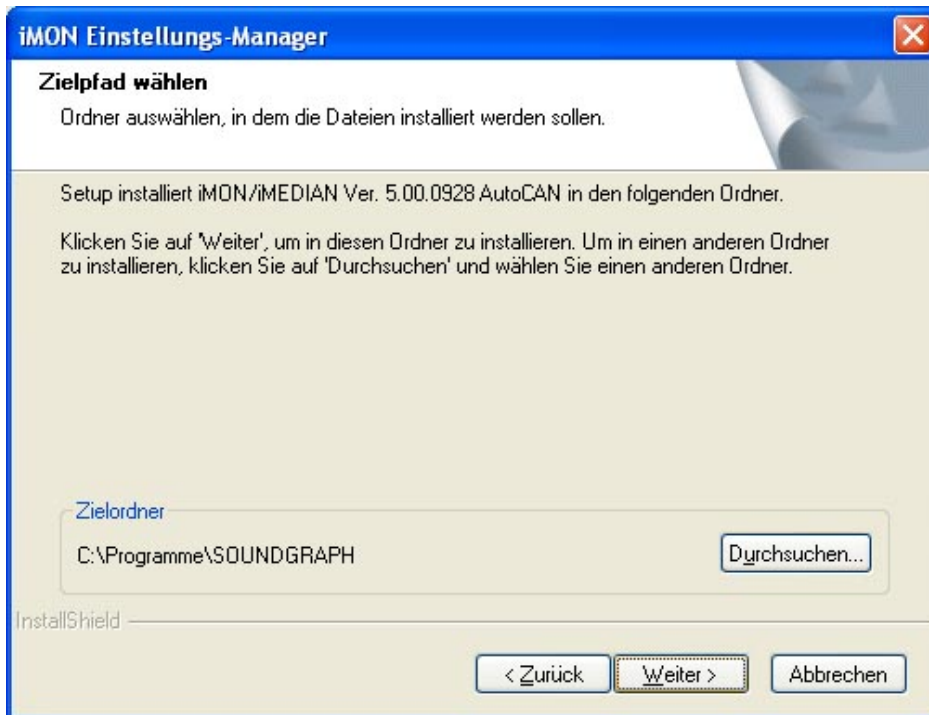 iMON Einstellungs-Manager
Zielpfad wählen
Ordner auswählen, in dem die Dateien installiert werden sollen.
Setup installiert iMON/iMEDIAN Ver. 5.00.0928 AutoCAN in den folgenden Ordner.
Klicken Sie auf 'Weiter', um in diesen Ordner zu installieren. Um in einen anderen Ordner
zu installieren, klicken Sie auf 'Durchsuchen' und wählen Sie einen anderen Ordner.
Zielordner
C:\Programme\SOUNDGRAPH
Durchsuchen...
InstallShield
< Zurück
Weiter >
Abbrechen